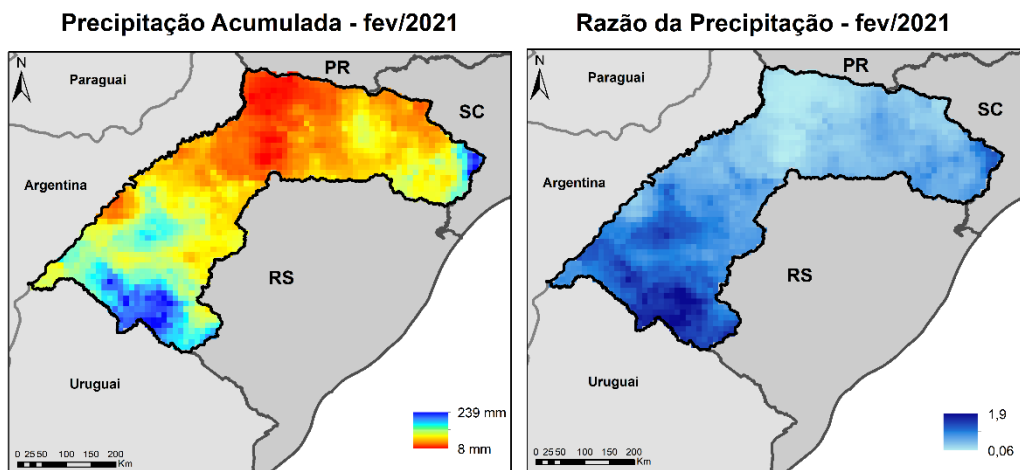 Precipitação Acumulada - fev/2021
N
Paraguai
PR
SC
Argentina
RS
Uruguai
239 mm
8 mm
0 25 50 100 150 200
Km
Razão da Precipitação - fev/2021
N
Paraguai
PR
SC
Argentina
RS
Uruguai
1,9
0,06
0 25 50 100 150 200
Km